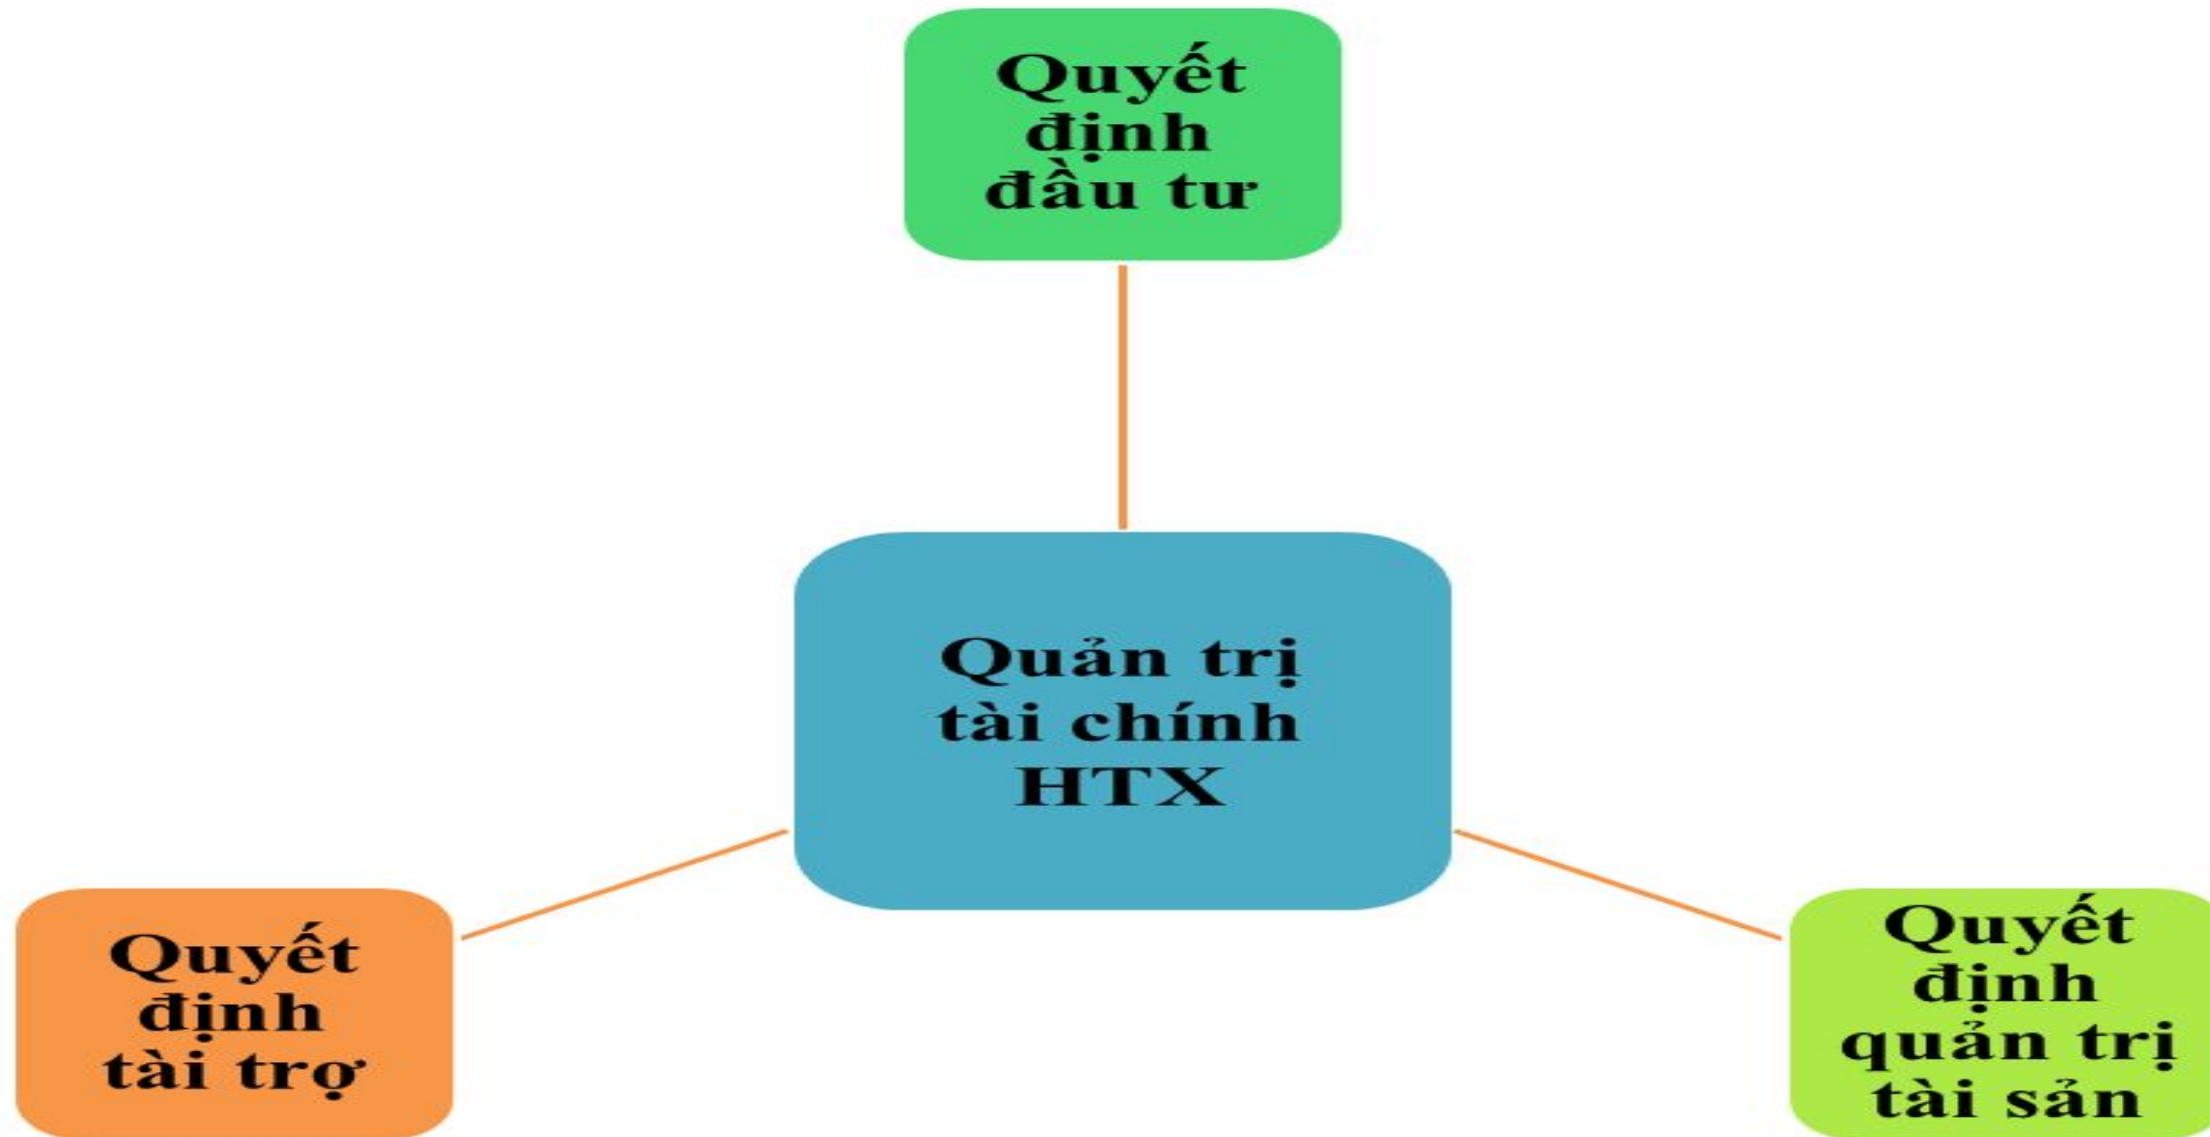 Quyết
định
đầu tư
Quản trị
tài chính
HTX
Quyết
định
tài trợ
Quyết
định
quản trị
tài sản